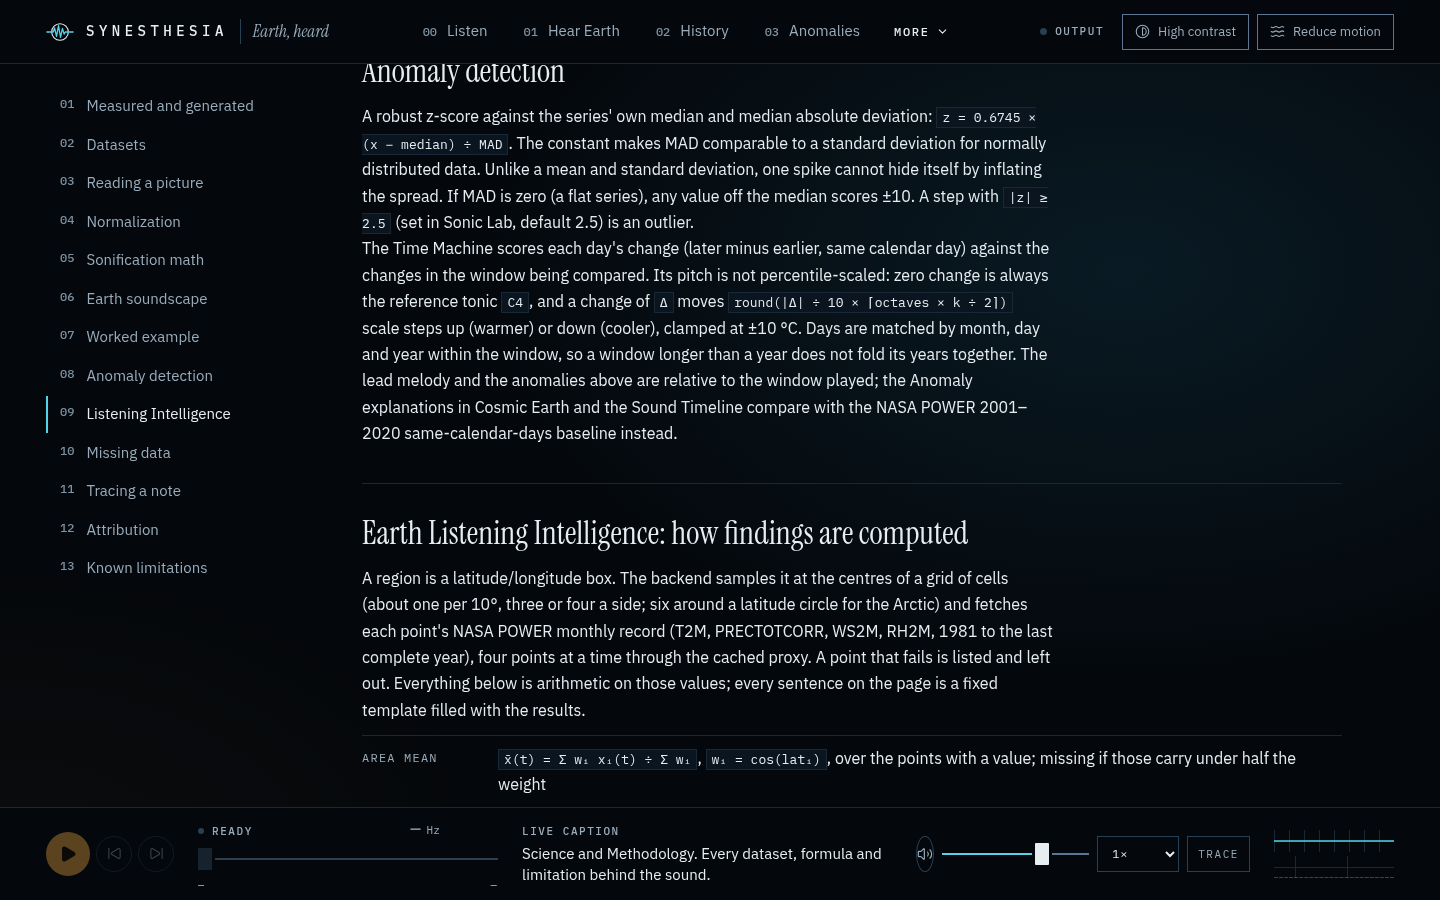 SYNESTHESIA Earth, heard 00 Listen 01 Hear Earth 02 History 03 Anomalies MORE OUTPUT High contrast Reduce motion
01 Measured and generated
02 Datasets
03 Reading a picture
04 Normalization
05 Sonification math
06 Earth soundscape
07 Worked example
08 Anomaly detection
09 Listening Intelligence
10 Missing data
11 Tracing a note
12 Attribution
13 Known limitations
Anomaly detection
A robust z-score against the series' own median and median absolute deviation: z = 0.6745 ×
(x − median) ÷ MAD. The constant makes MAD comparable to a standard deviation for normally
distributed data. Unlike a mean and standard deviation, one spike cannot hide itself by inflating
the spread. If MAD is zero (a flat series), any value off the median scores ±10. A step with |z| ≥
2.5 (set in Sonic Lab, default 2.5) is an outlier.
The Time Machine scores each day's change (later minus earlier, same calendar day) against the
changes in the window being compared. Its pitch is not percentile-scaled: zero change is always
the reference tonic C4, and a change of Δ moves round(|Δ| ÷ 10 × ⌈octaves × k ÷ 2⌉)
scale steps up (warmer) or down (cooler), clamped at ±10 °C. Days are matched by month, day
and year within the window, so a window longer than a year does not fold its years together. The
lead melody and the anomalies above are relative to the window played; the Anomaly
explanations in Cosmic Earth and the Sound Timeline compare with the NASA POWER 2001–
2020 same-calendar-days baseline instead.
Earth Listening Intelligence: how findings are computed
A region is a latitude/longitude box. The backend samples it at the centres of a grid of cells
(about one per 10°, three or four a side; six around a latitude circle for the Arctic) and fetches
each point's NASA POWER monthly record (T2M, PRECTOTCORR, WS2M, RH2M, 1981 to the last
complete year), four points at a time through the cached proxy. A point that fails is listed and left
out. Everything below is arithmetic on those values; every sentence on the page is a fixed
template filled with the results.
AREA MEAN x̄(t) = Σ wᵢ xᵢ(t) ÷ Σ wᵢ, wᵢ = cos(latᵢ), over the points with a value; missing if those carry under half the
weight
READY — Hz
– –
LIVE CAPTION
Science and Methodology. Every dataset, formula and
limitation behind the sound.
1× TRACE